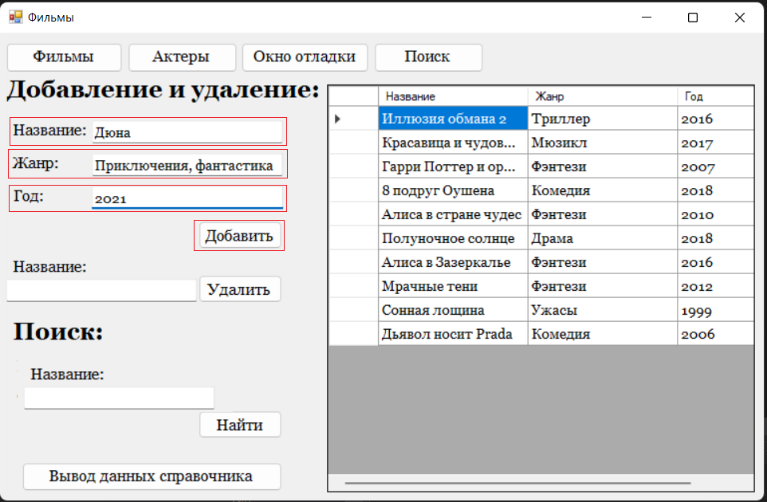 Фильмы
Фильмы Актеры Окно отладки Поиск
Добавление и удаление:
Название: Дюна
Жанр: Приключения, фантастика
Год: 2021
Добавить
Название:
Удалить
Поиск:
Название:
Найти
Вывод данных справочника
Название Жанр Год
Иллюзия обмана 2 Триллер 2016
Красавица и чудов... Мюзикл 2017
Гарри Поттер и ор... Фэнтези 2007
8 подруг Оушена Комедия 2018
Алиса в стране чудес Фэнтези 2010
Полуночное солнце Драма 2018
Алиса в Зазеркалье Фэнтези 2016
Мрачные тени Фэнтези 2012
Сонная лощина Ужасы 1999
Дьявол носит Prada Комедия 2006